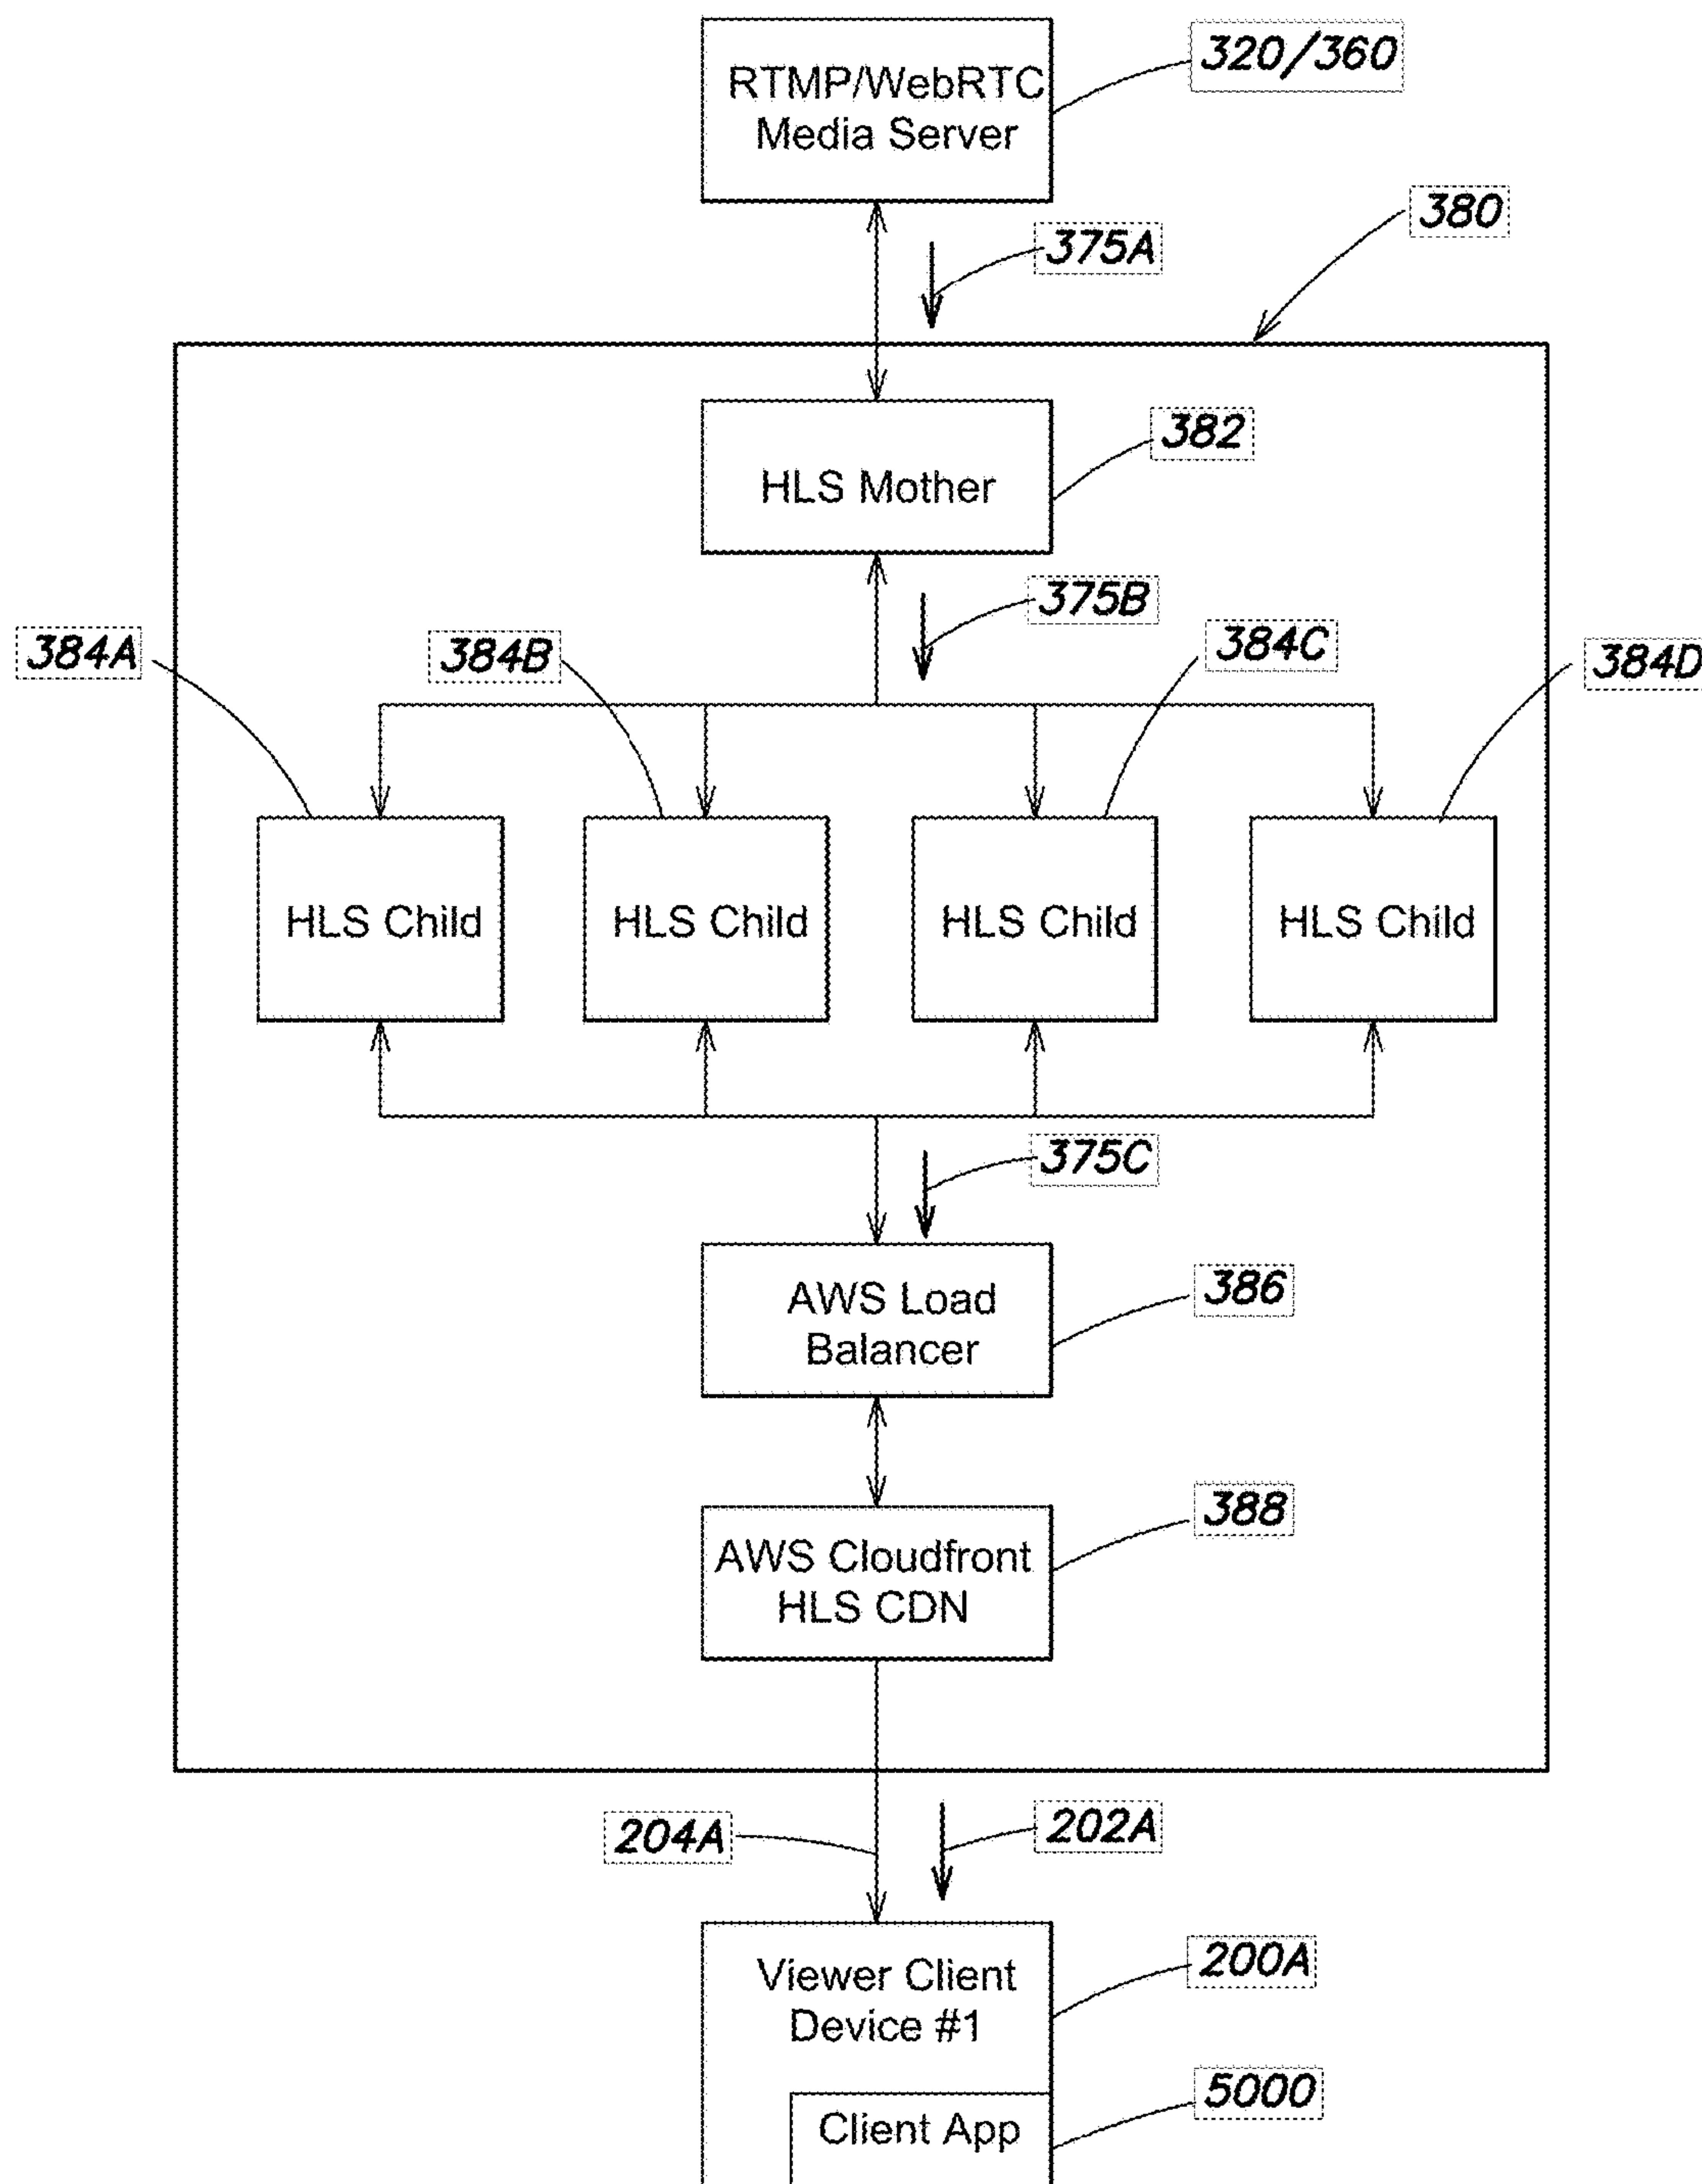 RTMP/WebRTC
Media Server
320/360
380
375A
HLS Mother
382
375B
384A
384B
384C
384D
HLS Child
HLS Child
HLS Child
HLS Child
375C
AWS Load
Balancer
386
AWS Cloudfront
HLS CDN
388
204A
202A
Viewer Client
Device #1
200A
Client App
5000